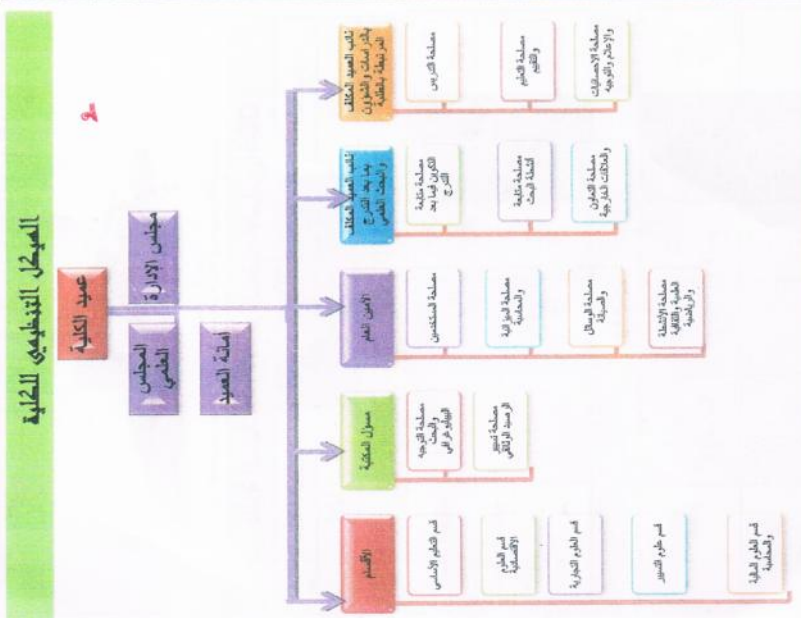 الهيكل التنظيمي للكلية
عميد الكلية
مجلس الإدارة
المجلس
العلمي
أمانة العميد
نائب العميد المكلف
بالدراسات والشؤون
المرتبطة بالطلبة
مصلحة التدريس
مصلحة التعليم
والتقييم
مصلحة الإحصائيات
والإعلام والتوجيه
نائب العميد المكلف
بما بعد التدرج
والبحث العلمي
مصلحة متابعة
التكوين فيما بعد
التدرج
مصلحة متابعة
أنشطة البحث
مصلحة التعاون
والعلاقات الخارجية
الأمين العام
مصلحة المستخدمين
مصلحة الميزانية
والمحاسبة
مصلحة الوسائل
والصيانة
مصلحة الأنشطة
العلمية والثقافية
والرياضية
مسؤول المكتبة
مصلحة التوجيه
والبحث
البيبليوغرافي
مصلحة تسيير
الرصيد الوثائقي
الأقسام
قسم التعليم الأساسي
قسم العلوم
الاقتصادية
قسم العلوم التجارية
قسم علوم التسيير
قسم العلوم المالية
والمحاسبة